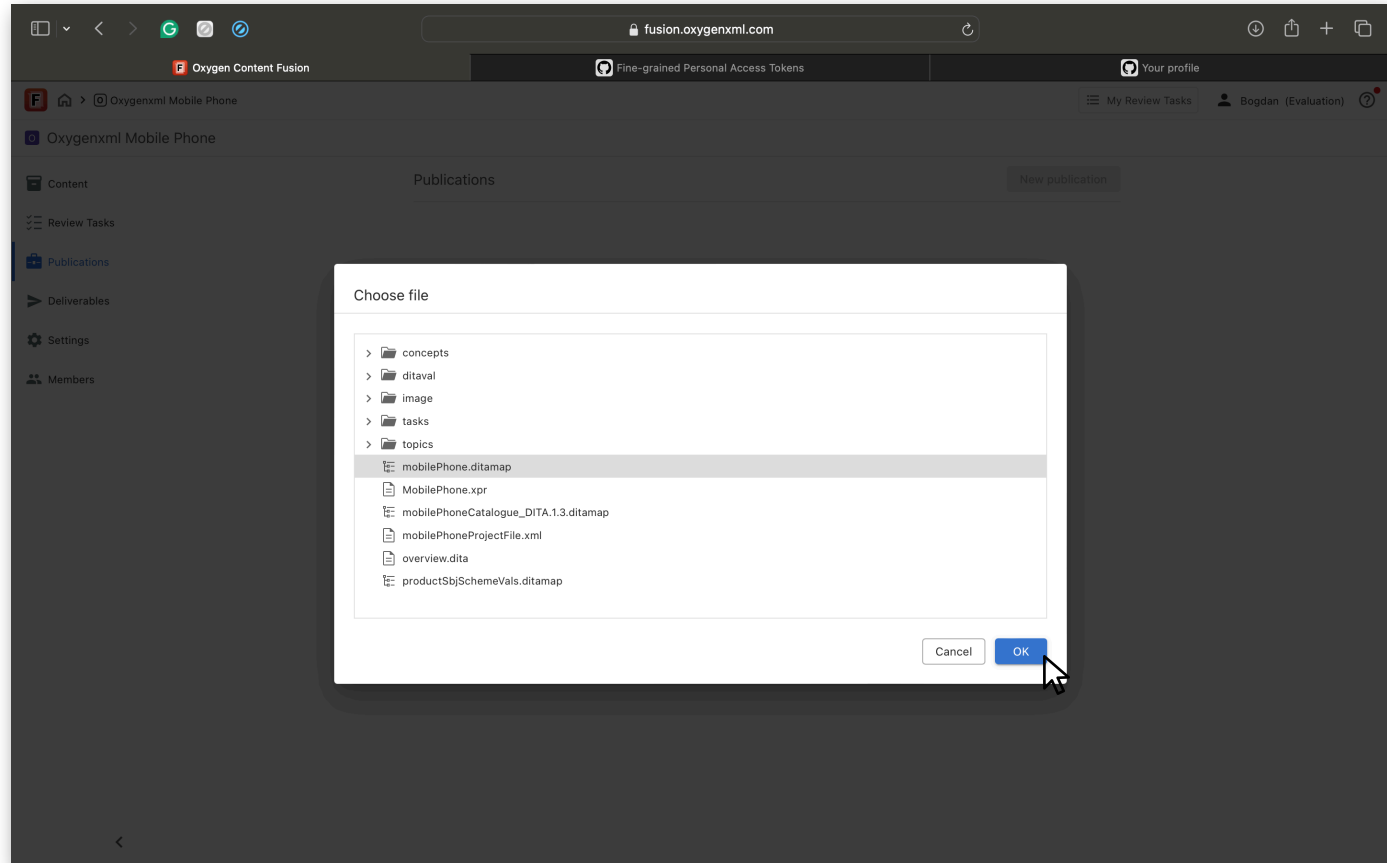 fusion.oxygenxml.com
Oxygen Content Fusion
Fine-grained Personal Access Tokens
Your profile
Oxygenxml Mobile Phone
My Review Tasks
Bogdan (Evaluation)
O Oxygenxml Mobile Phone
Content
Publications
New publication
Review Tasks
Publications
Deliverables
Settings
Members
Choose file
concepts
ditaval
image
tasks
topics
mobilePhone.ditamap
MobilePhone.xpr
mobilePhoneCatalogue_DITA.1.3.ditamap
mobilePhoneProjectFile.xml
overview.dita
productSbjSchemeVals.ditamap
Cancel
OK